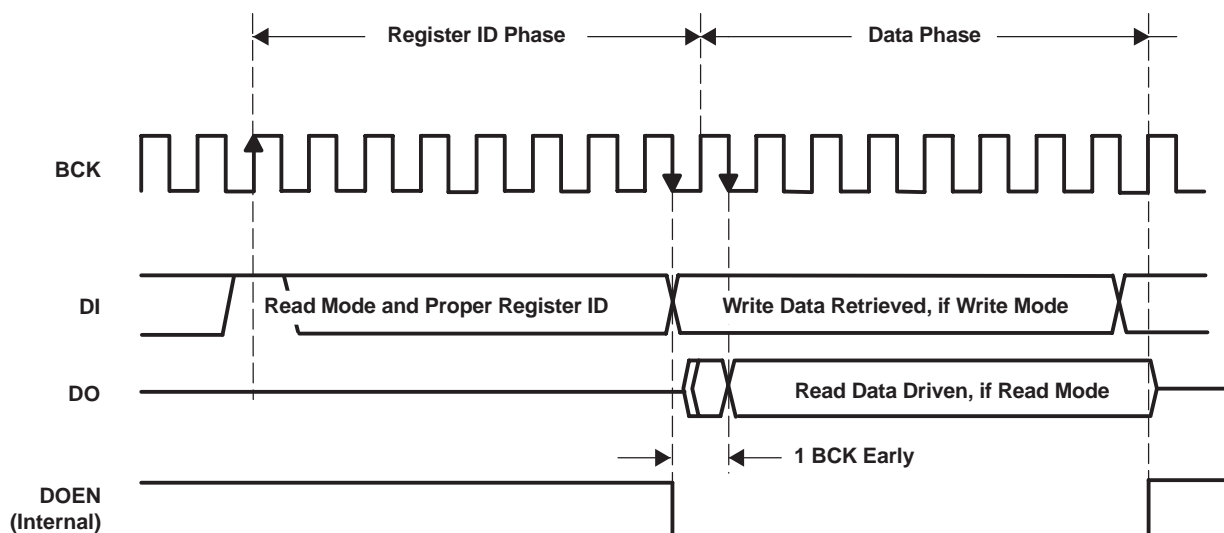 Register ID Phase
Data Phase
BCK
DI
Read Mode and Proper Register ID
Write Data Retrieved, if Write Mode
DO
Read Data Driven, if Read Mode
1 BCK Early
DOEN
(Internal)